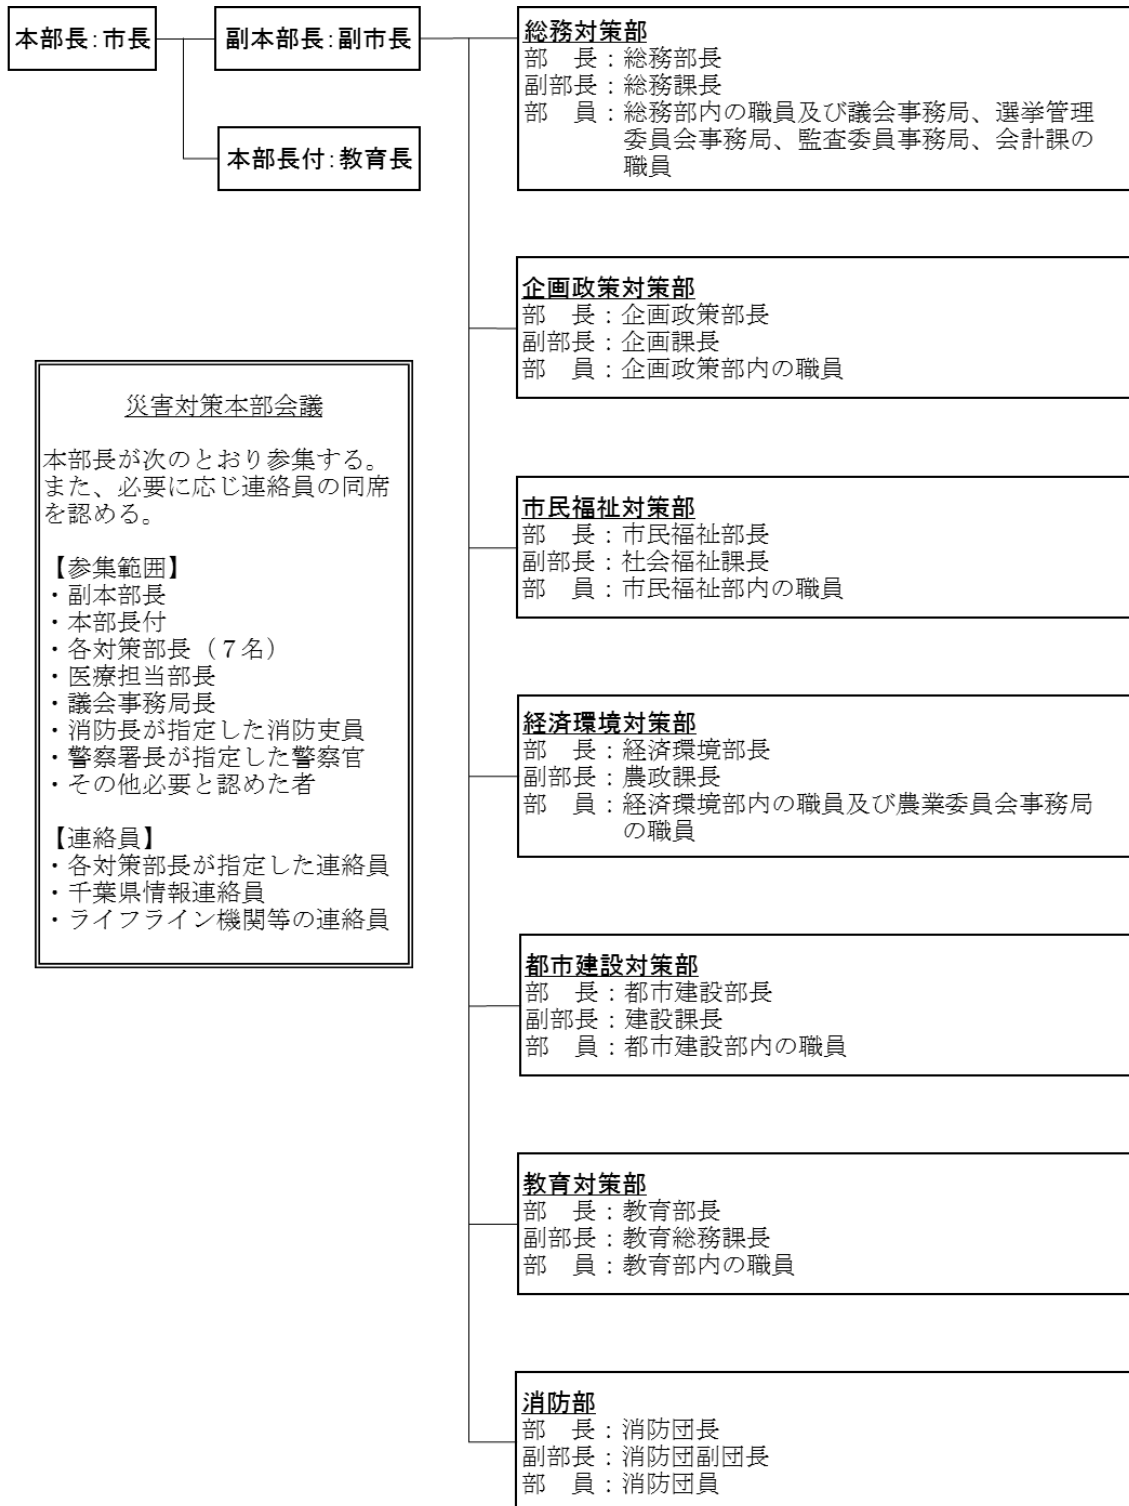 本部長：市長
副本部長：副市長
本部長付：教育長
総務対策部
部　長：総務部長
副部長：総務課長
部　員：総務部内の職員及び議会事務局、選挙管理
委員会事務局、監査委員事務局、会計課の
職員
企画政策対策部
部　長：企画政策部長
副部長：企画課長
部　員：企画政策部内の職員
災害対策本部会議
本部長が次のとおり参集する。
また、必要に応じ連絡員の同席
を認める。
【参集範囲】
・副本部長
・本部長付
・各対策部長（７名）
・医療担当部長
・議会事務局長
・消防長が指定した消防吏員
・警察署長が指定した警察官
・その他必要と認めた者
【連絡員】
・各対策部長が指定した連絡員
・千葉県情報連絡員
・ライフライン機関等の連絡員
市民福祉対策部
部　長：市民福祉部長
副部長：社会福祉課長
部　員：市民福祉部内の職員
経済環境対策部
部　長：経済環境部長
副部長：農政課長
部　員：経済環境部内の職員及び農業委員会事務局
の職員
都市建設対策部
部　長：都市建設部長
副部長：建設課長
部　員：都市建設部内の職員
教育対策部
部　長：教育部長
副部長：教育総務課長
部　員：教育部内の職員
消防部
部　長：消防団長
副部長：消防団副団長
部　員：消防団員